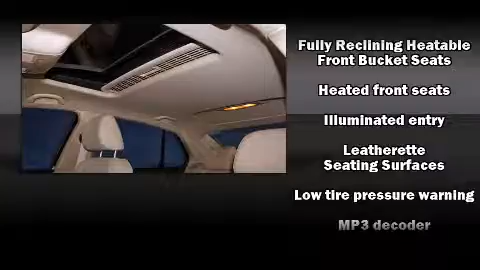 Fully Reclining Heatable
Front Bucket Seats
Heated front seats
Illuminated entry
Leatherette
Seating Surfaces
Low tire pressure warning
MP3 decoder